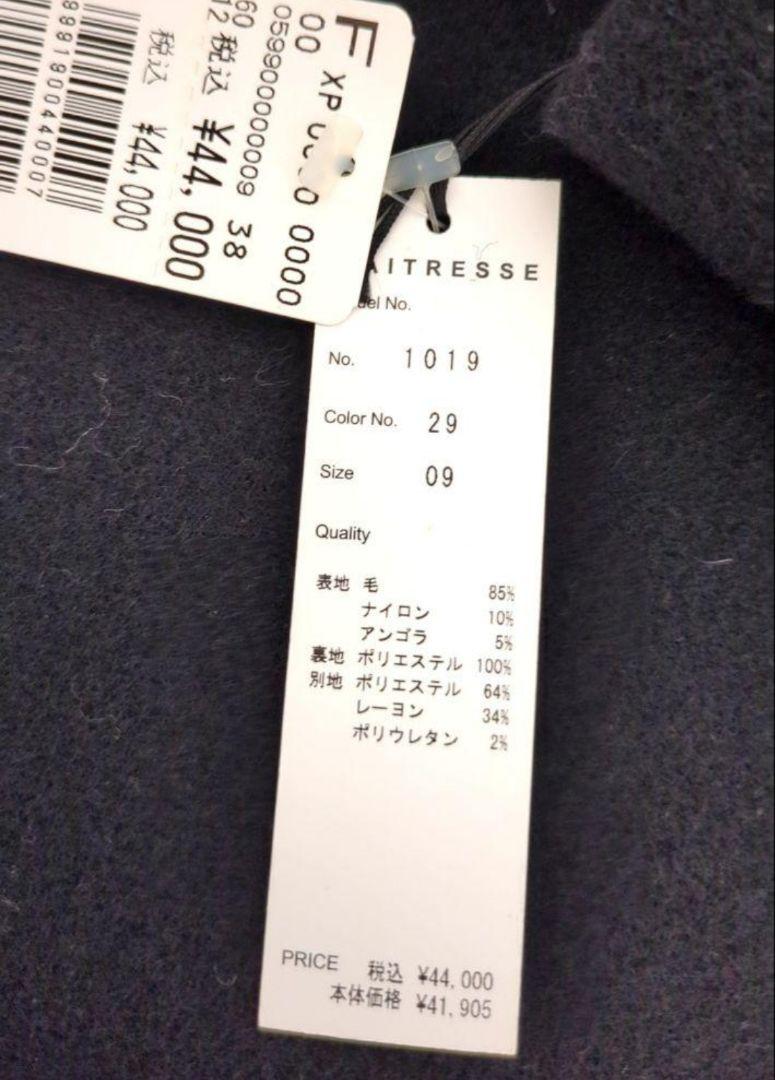 F
XP 0000
00
0599000000009 38
60
12 税込 ¥44,000
税込 ¥44,000
AITRESSE
del No.
No. 1019
Color No. 29
Size 09
Quality
表地 毛 85%
ナイロン 10%
アンゴラ 5%
裏地 ポリエステル 100%
別地 ポリエステル 64%
レーヨン 34%
ポリウレタン 2%
PRICE 税込 ¥44,000
本体価格 ¥41,905